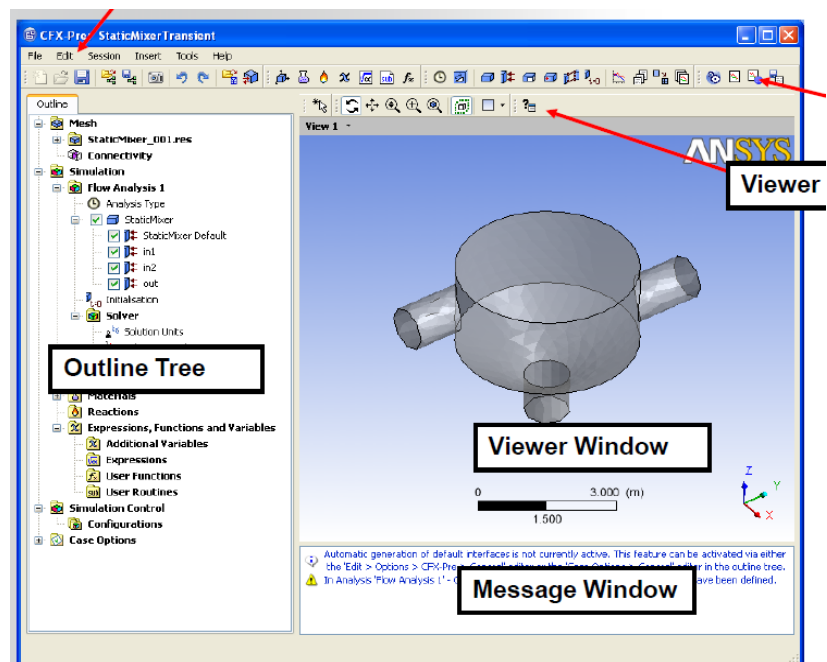 CFX-Pre: StaticMixerTransient
File Edit Session Insert Tools Help
Outline
Mesh
StaticMixer_001.res
Connectivity
Simulation
Flow Analysis 1
Analysis Type
StaticMixer
StaticMixer Default
in1
in2
out
Initialisation
Solver
Solution Units
Outline Tree
Materials
Reactions
Expressions, Functions and Variables
Additional Variables
Expressions
User Functions
User Routines
Simulation Control
Configurations
Case Options
View 1
ANSYS
Viewer
Viewer Window
0 3.000 (m)
1.500
Z
Y
X
Automatic generation of default interfaces is not currently active. This feature can be activated via either
the 'Edit > Options > CFX-Pre > General' editor or the 'Case Options > General' editor in the outline tree.
In Analysis 'Flow Analysis 1' - have been defined.
Message Window